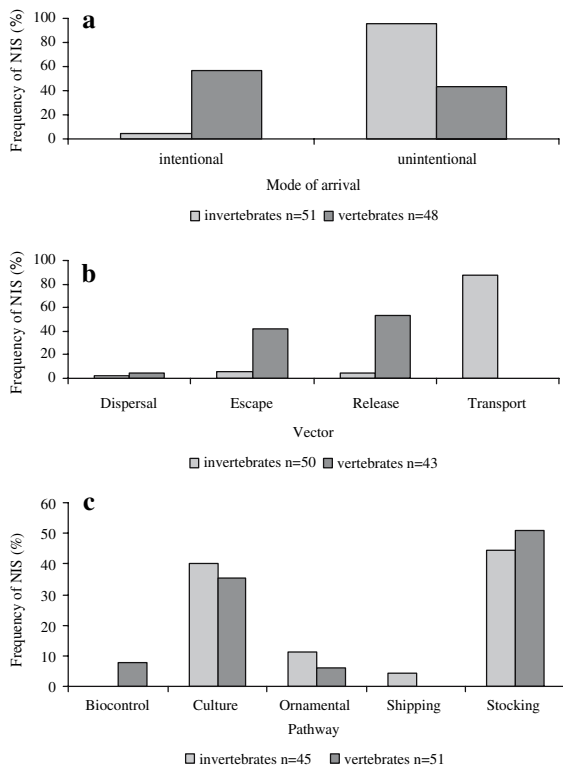 a
Frequency of NIS (%)
100
80
60
40
20
0
intentional unintentional
Mode of arrival
invertebrates n=51 vertebrates n=48
b
Frequency of NIS (%)
100
80
60
40
20
0
Dispersal Escape Release Transport
Vector
invertebrates n=50 vertebrates n=43
c
Frequency of NIS (%)
60
50
40
30
20
10
0
Biocontrol Culture Ornamental Shipping Stocking
Pathway
invertebrates n=45 vertebrates n=51